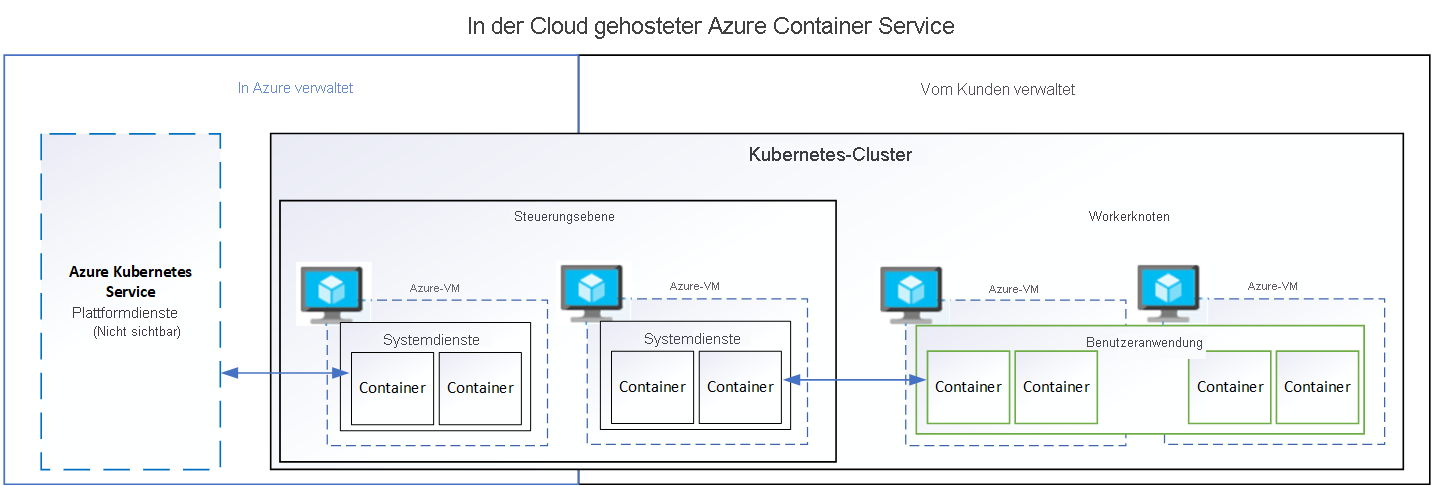 In der Cloud gehosteter Azure Container Service
In Azure verwaltet
Vom Kunden verwaltet
Kubernetes-Cluster
Steuerungsebene
Workerknoten
Azure Kubernetes
Service
Plattformdienste
(Nicht sichtbar)
Azure-VM
Systemdienste
Container
Container
Azure-VM
Systemdienste
Container
Container
Azure-VM
Azure-VM
Benutzeranwendung
Container
Container
Container
Container